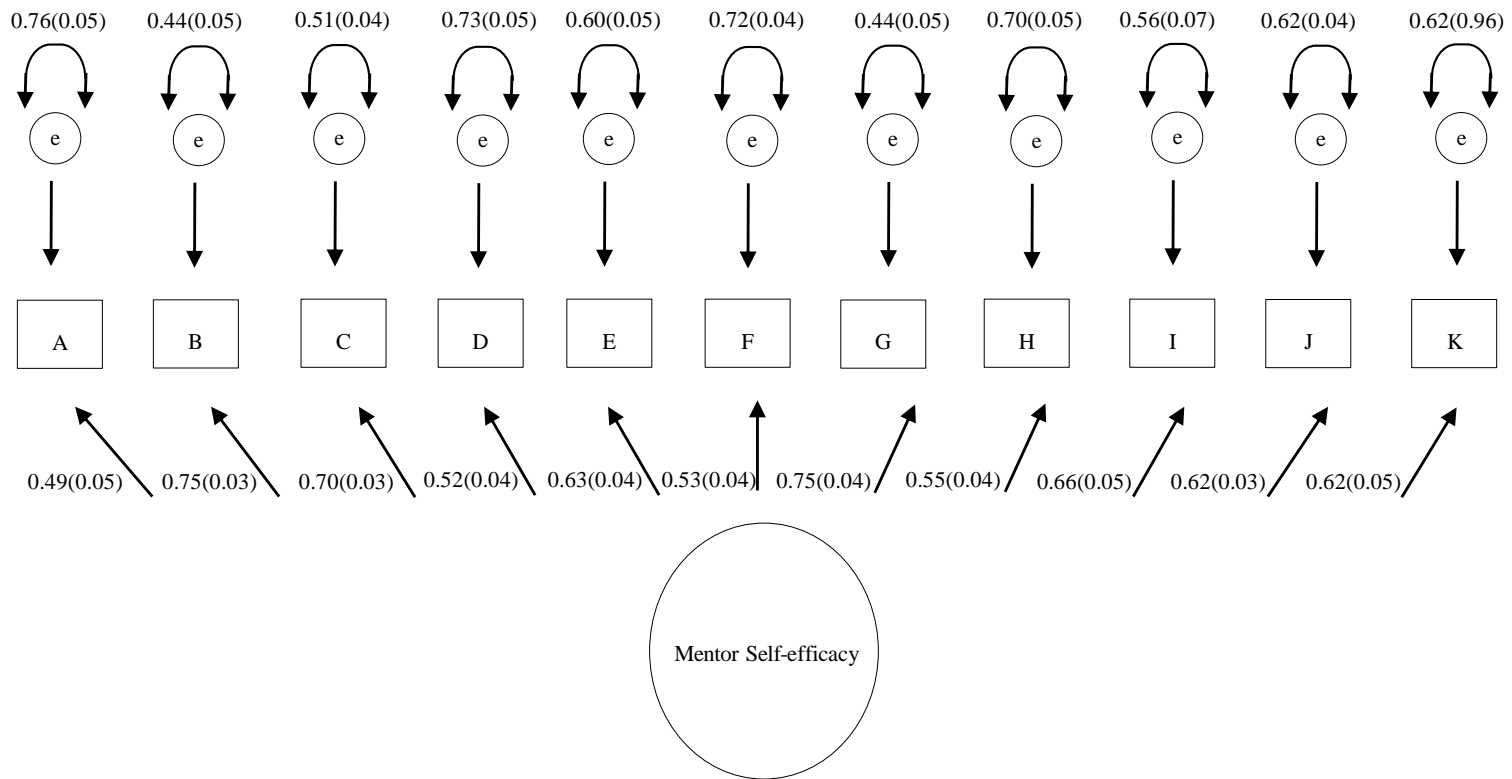 0.76(0.05) 0.44(0.05) 0.51(0.04) 0.73(0.05) 0.60(0.05) 0.72(0.04) 0.44(0.05) 0.70(0.05) 0.56(0.07) 0.62(0.04) 0.62(0.96)
e e e e e e e e e e e
A B C D E F G H I J K
0.49(0.05) 0.75(0.03) 0.70(0.03) 0.52(0.04) 0.63(0.04) 0.53(0.04) 0.75(0.04) 0.55(0.04) 0.66(0.05) 0.62(0.03) 0.62(0.05)
Mentor Self-efficacy